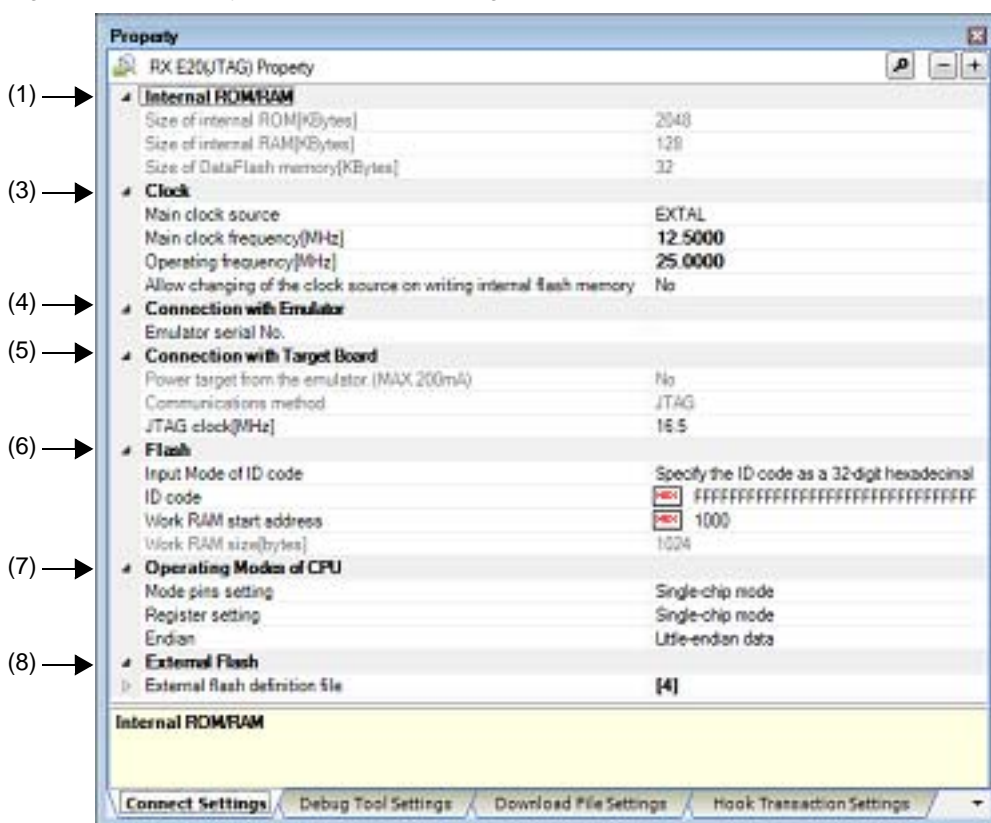 Property
RX E20(JTAG) Property
(1) Internal ROM/RAM
Size of internal ROM[KBytes] 2048
Size of internal RAM[KBytes] 128
Size of DataFlash memory[KBytes] 32
(3) Clock
Main clock source EXTAL
Main clock frequency[MHz] 12.5000
Operating frequency[MHz] 25.0000
Allow changing of the clock source on writing internal flash memory No
(4) Connection with Emulator
Emulator serial No.
(5) Connection with Target Board
Power target from the emulator. (MAX 200mA) No
Communications method JTAG
JTAG clock[MHz] 16.5
(6) Flash
Input Mode of ID code Specify the ID code as a 32-digit hexadecimal
ID code HEX FFFFFFFFFFFFFFFFFFFFFFFFFFFFFFFF
Work RAM start address HEX 1000
Work RAM size[bytes] 1024
(7) Operating Modes of CPU
Mode pins setting Single-chip mode
Register setting Single-chip mode
Endian Little-endian data
(8) External Flash
External flash definition file [4]
Internal ROM/RAM
Connect Settings Debug Tool Settings Download File Settings Hook Transaction Settings